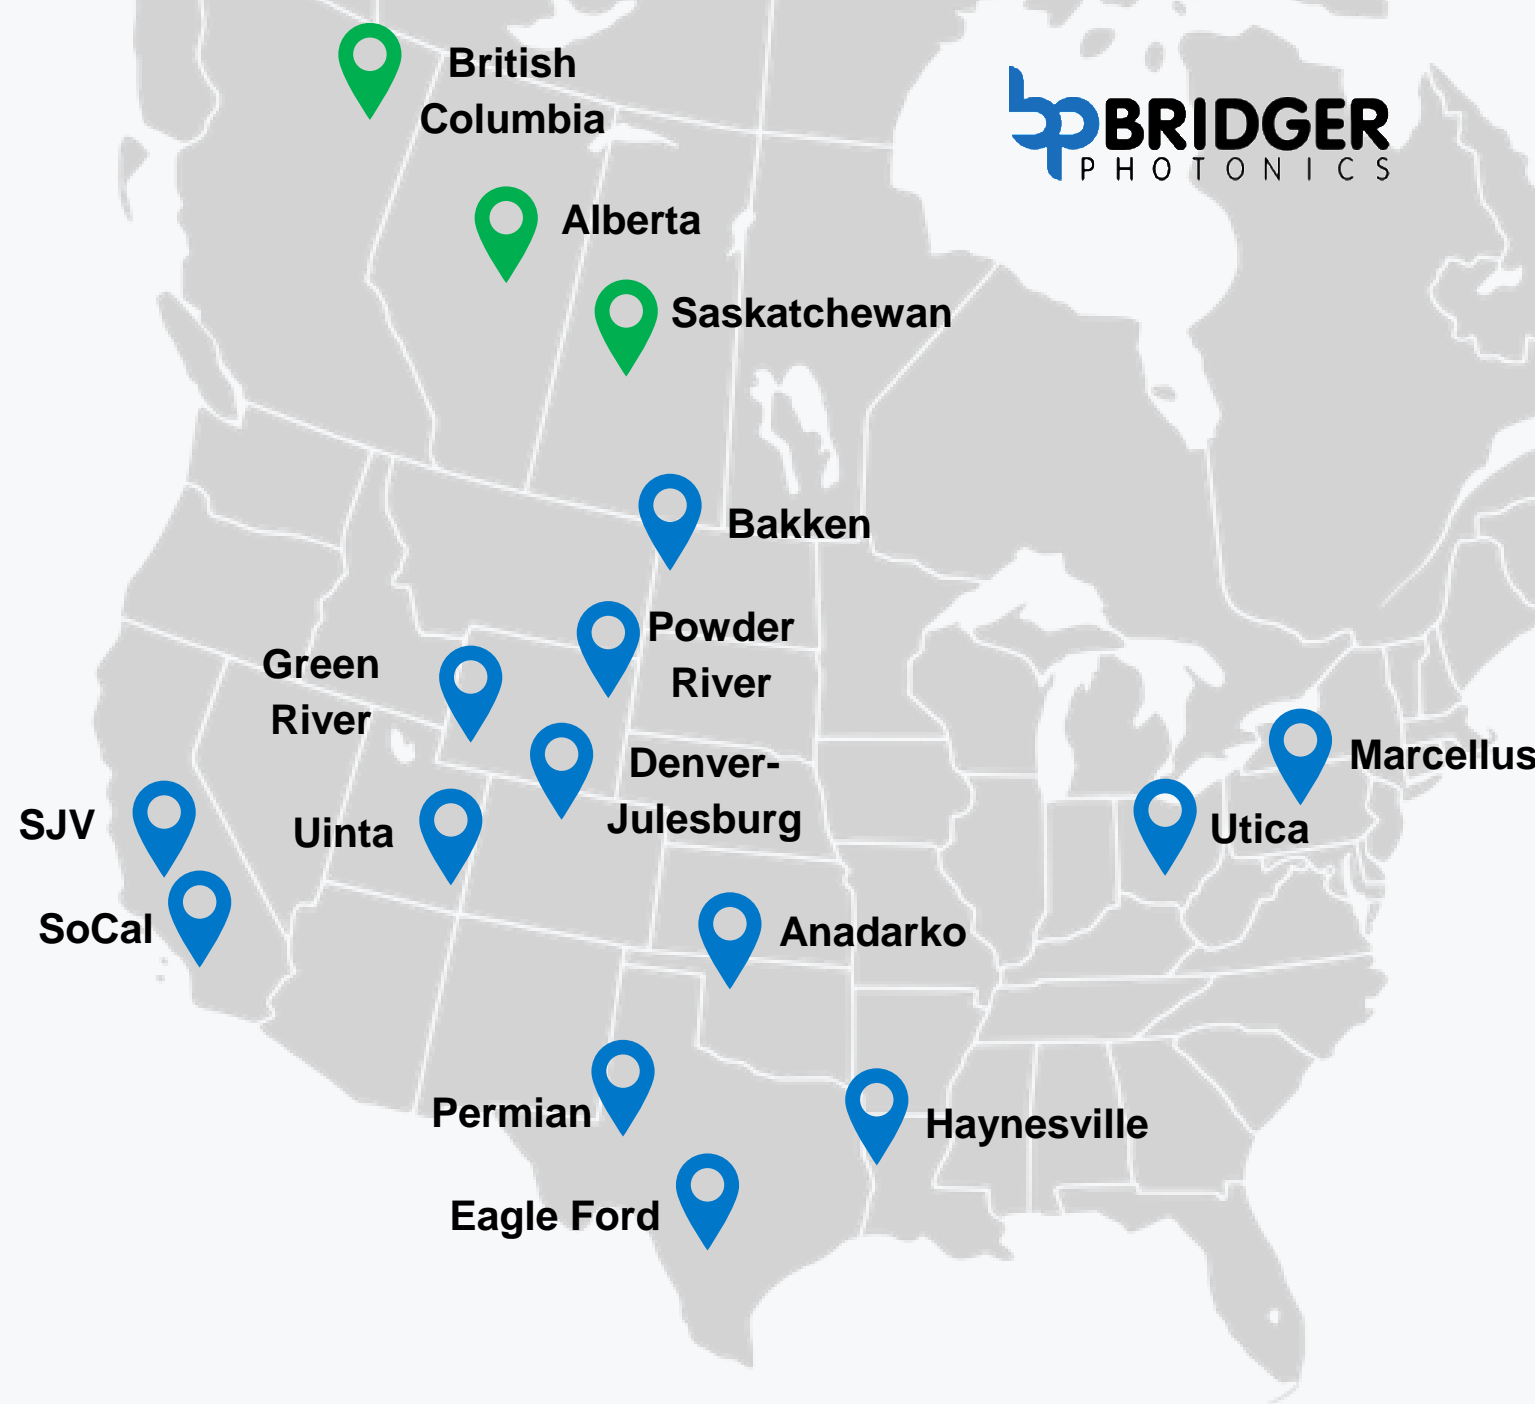 British
Columbia
BRIDGER
PHOTONICS
Alberta
Saskatchewan
Bakken
Powder
River
Green
River
Denver-
Julesburg
Marcellus
SJV
Uinta
Utica
SoCal
Anadarko
Permian
Haynesville
Eagle Ford